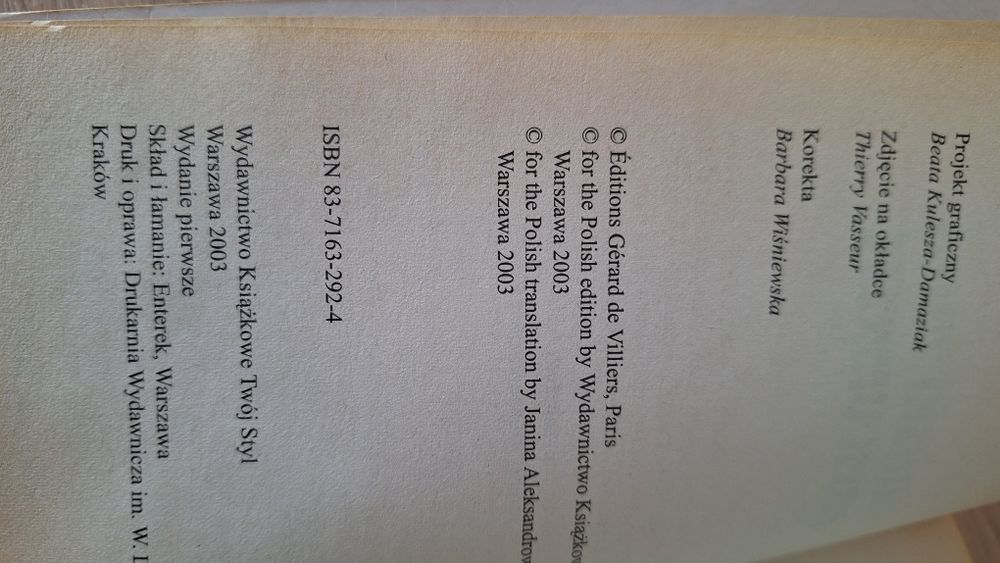 Projekt graficzny
Beata Kulesza-Damaziak
Zdjęcie na okładce
Thierry Vasseur
Korekta
Barbara Wiśniewska
© Éditions Gérard de Villiers, Paris
© for the Polish edition by Wydawnictwo
Warszawa 2003
© for the Polish translation by Janina
Warszawa 2003
ISBN 83-7163-292-4
Wydawnictwo Książkowe Twój Styl
Warszawa 2003
Wydanie pierwsze
Skład i łamanie: Enterek, Warszawa
Druk i oprawa: Drukarnia Wydawnicza im. W.
Kraków